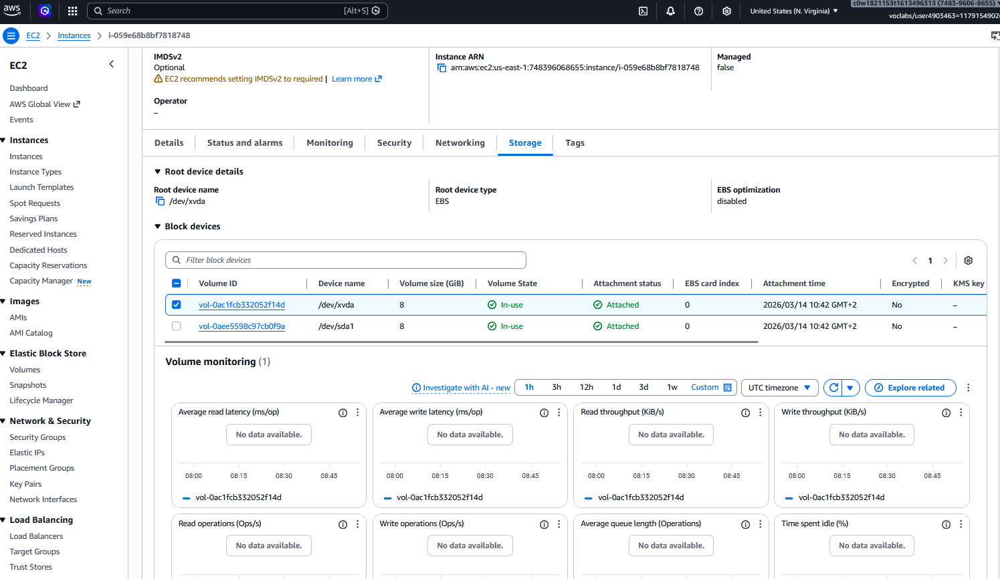 aws
Search
[Alt+S]
United States (N. Virginia)
c0w1821153t1613496313 (7483-9606-8655)
voclabs/user4903463=117915490
EC2
Instances
i-059e68b8bf7818748
EC2
Dashboard
AWS Global View
Events
Instances
Instances
Instance Types
Launch Templates
Spot Requests
Savings Plans
Reserved Instances
Dedicated Hosts
Capacity Reservations
Capacity Manager New
Images
AMIs
AMI Catalog
Elastic Block Store
Volumes
Snapshots
Lifecycle Manager
Network & Security
Security Groups
Elastic IPs
Placement Groups
Key Pairs
Network Interfaces
Load Balancing
Load Balancers
Target Groups
Trust Stores
IMDSv2
Optional
EC2 recommends setting IMDSv2 to required | Learn more
Operator
–
Instance ARN
arn:aws:ec2:us-east-1:748396068655:instance/i-059e68b8bf7818748
Managed
false
Details
Status and alarms
Monitoring
Security
Networking
Storage
Tags
Root device details
Root device name
/dev/xvda
Root device type
EBS
EBS optimization
disabled
Block devices
Filter block devices
1
Volume ID Device name Volume size (GiB) Volume State Attachment status EBS card index Attachment time Encrypted KMS key
vol-0ac1fcb332052f14d /dev/xvda 8 In-use Attached 0 2026/03/14 10:42 GMT+2 No –
vol-0aee5598c97cb0f9a /dev/sda1 8 In-use Attached 0 2026/03/14 10:42 GMT+2 No –
Volume monitoring (1)
Investigate with AI - new
1h 3h 12h 1d 3d 1w Custom
UTC timezone
Explore related
Average read latency (ms/op)
No data available.
08:00 08:15 08:30 08:45
vol-0ac1fcb332052f14d
Average write latency (ms/op)
No data available.
08:00 08:15 08:30 08:45
vol-0ac1fcb332052f14d
Read throughput (KiB/s)
No data available.
08:00 08:15 08:30 08:45
vol-0ac1fcb332052f14d
Write throughput (KiB/s)
No data available.
08:00 08:15 08:30 08:45
vol-0ac1fcb332052f14d
Read operations (Ops/s)
No data available.
Write operations (Ops/s)
No data available.
Average queue length (Operations)
No data available.
Time spent idle (%)
No data available.